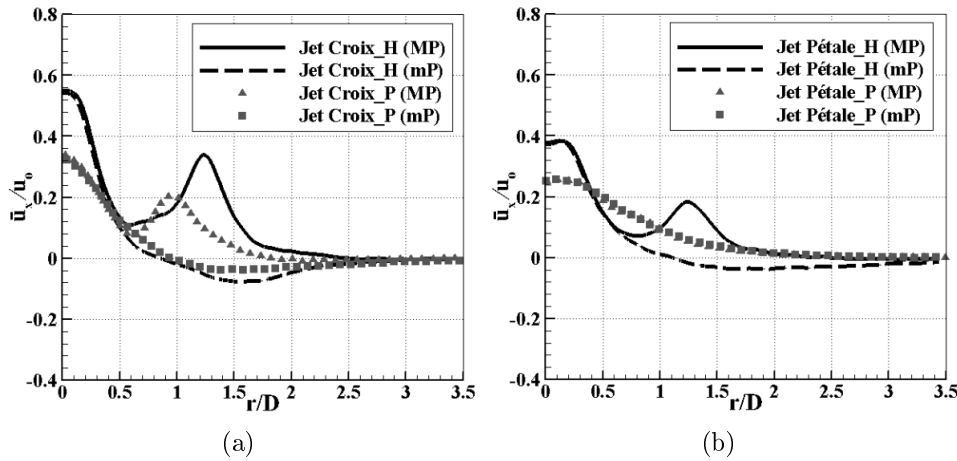 Jet Croix_H (MP)
Jet Croix_H (mP)
Jet Croix_P (MP)
Jet Croix_P (mP)
0.8
0.6
0.4
0.2
0
-0.2
-0.4
ū_x/u_o
0 0.5 1 1.5 2 2.5 3 3.5
r/D
(a)
Jet Pétale_H (MP)
Jet Pétale_H (mP)
Jet Pétale_P (MP)
Jet Pétale_P (mP)
0.8
0.6
0.4
0.2
0
-0.2
-0.4
ū_x/u_o
0 0.5 1 1.5 2 2.5 3 3.5
r/D
(b)